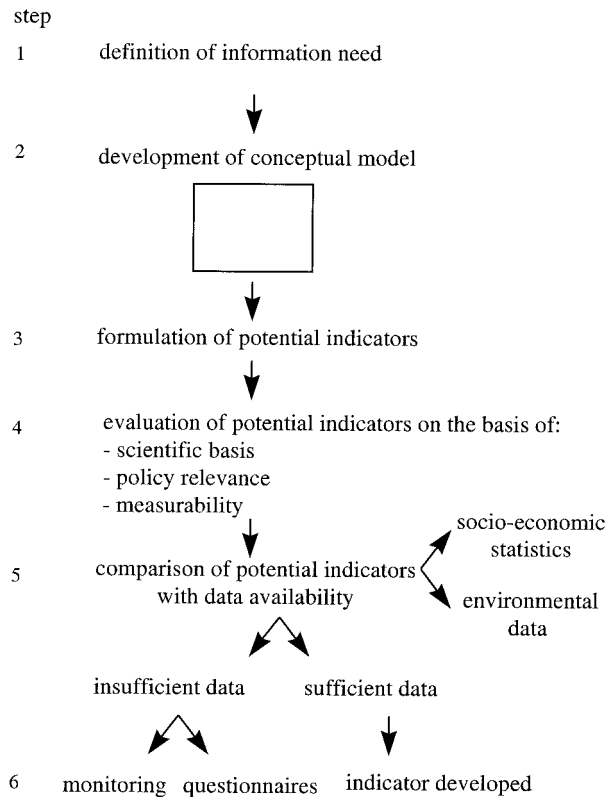 step
1 definition of information need
2 development of conceptual model
3 formulation of potential indicators
4 evaluation of potential indicators on the basis of:
- scientific basis
- policy relevance
- measurability
socio-economic
statistics
5 comparison of potential indicators
with data availability
environmental
data
insufficient data sufficient data
6 monitoring questionnaires indicator developed